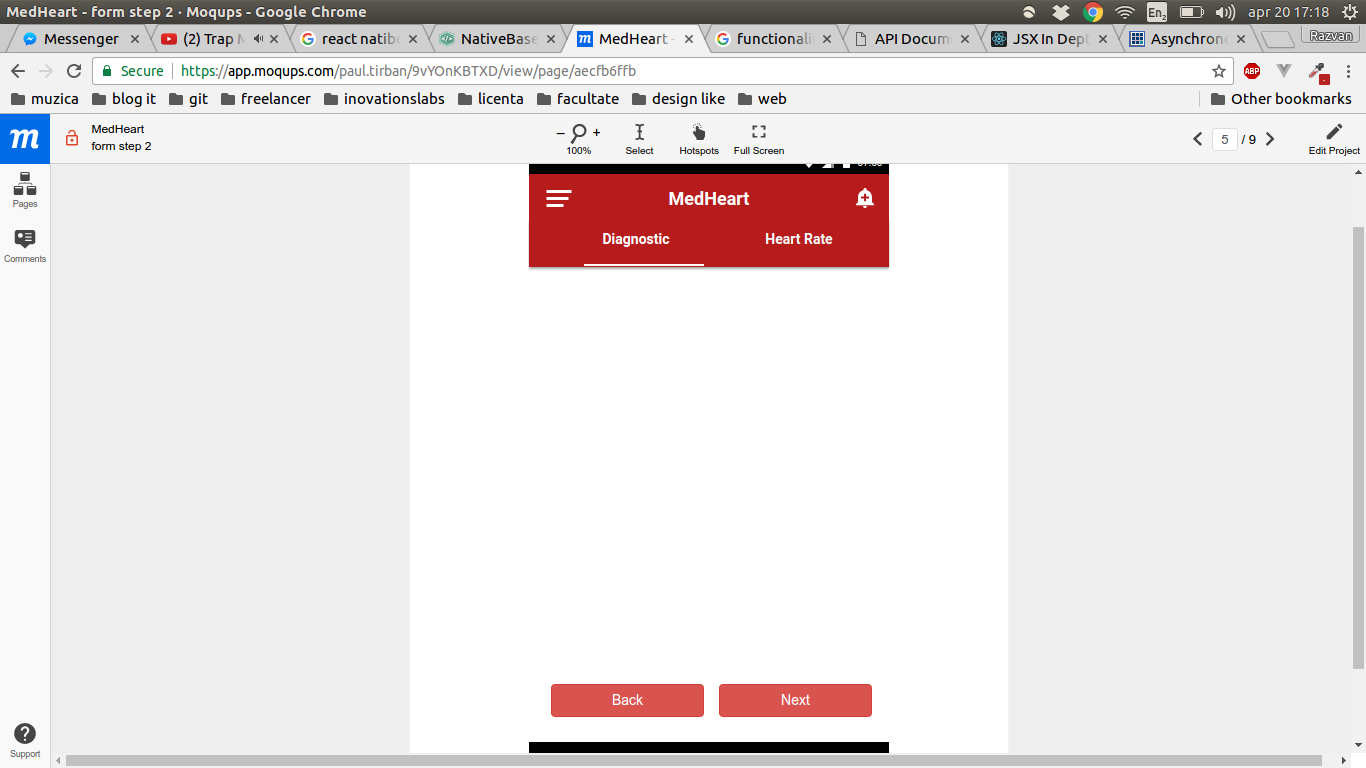 MedHeart - form step 2 · Moqups - Google Chrome
En2
apr 20 17:18
Messenger
(2) Trap
react natib
NativeBase
MedHeart -
functionali
API Docum
JSX In Dept
Asynchron
Razvan
Secure
https://app.moqups.com/paul.tirban/9vYOnKBTXD/view/page/aecfb6ffb
ABP
muzica
blog it
git
freelancer
inovationslabs
licenta
facultate
design like
web
Other bookmarks
m
MedHeart
form step 2
− +
100%
Select
Hotspots
Full Screen
5 / 9
Edit Project
Pages
Comments
Support
MedHeart
Diagnostic
Heart Rate
Back
Next